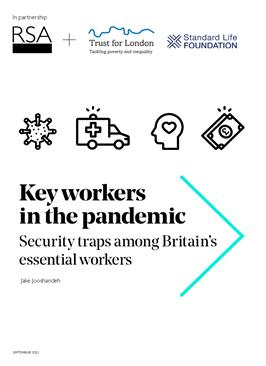 In partnership
RSA
Trust for London
Tackling poverty and inequality
Standard Life
FOUNDATION
Key workers
in the pandemic
Security traps among Britain's
essential workers
Jake Jooshandeh
SEPTEMBER 2021